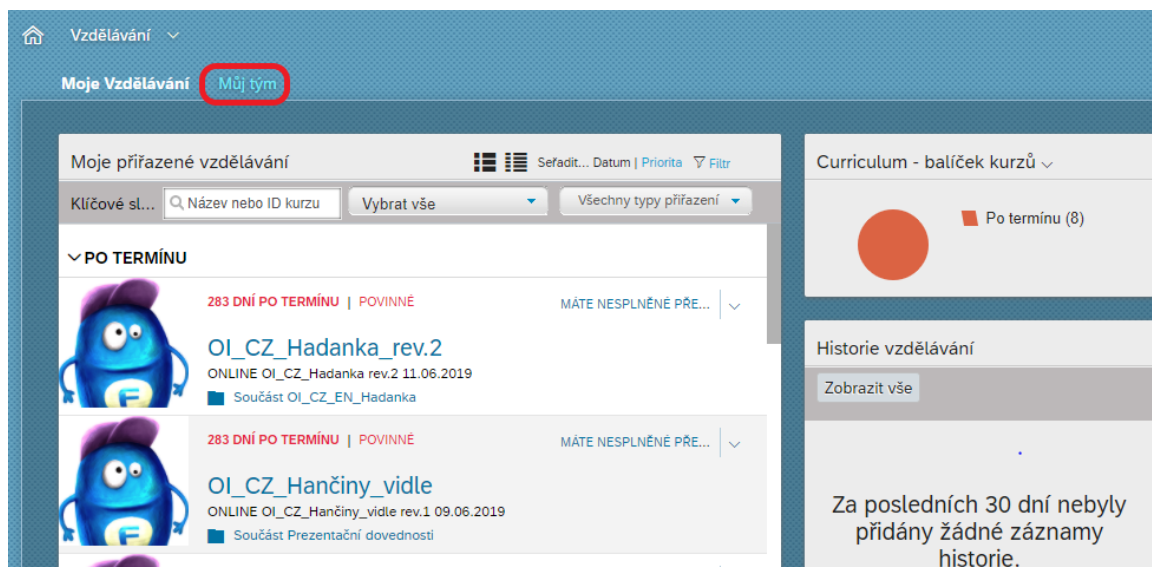 Vzdělávání
Moje Vzdělávání Můj tým
Moje přiřazené vzdělávání Seřadit... Datum | Priorita Filtr
Klíčové sl... Název nebo ID kurzu Vybrat vše Všechny typy přiřazení
PO TERMÍNU
283 DNÍ PO TERMÍNU | POVINNÉ MÁTE NESPLNĚNÉ PŘE...
OI_CZ_Hadanka_rev.2
ONLINE OI_CZ_Hadanka rev.2 11.06.2019
Součást OI_CZ_EN_Hadanka
283 DNÍ PO TERMÍNU | POVINNÉ MÁTE NESPLNĚNÉ PŘE...
OI_CZ_Hančiny_vidle
ONLINE OI_CZ_Hančiny_vidle rev.1 09.06.2019
Součást Prezentační dovednosti
Curriculum - balíček kurzů
Po termínu (8)
Historie vzdělávání
Zobrazit vše
Za posledních 30 dní nebyly
přidány žádné záznamy
historie.
F
F